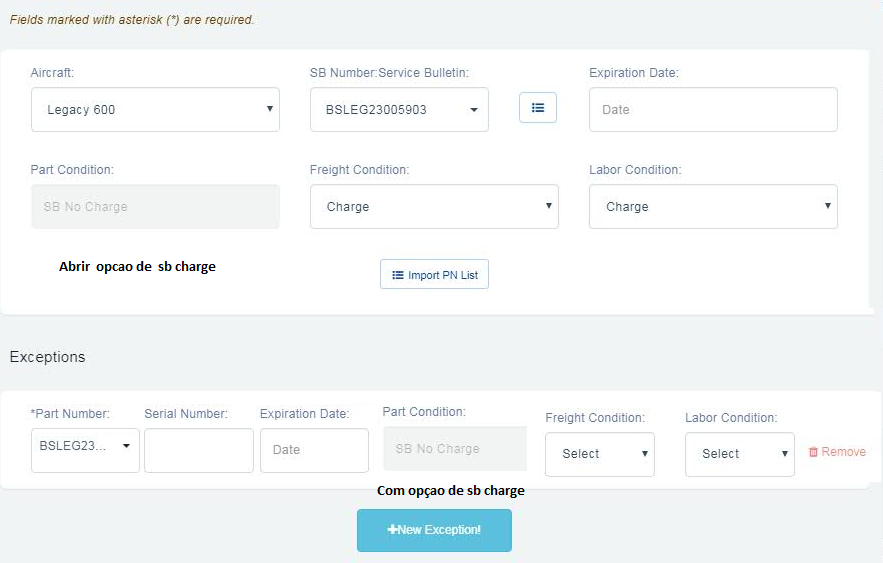 Fields marked with asterisk (*) are required.
Aircraft: SB Number:Service Bulletin: Expiration Date:
Legacy 600 BSLEG23005903 Date
Part Condition: Freight Condition: Labor Condition:
SB No Charge Charge Charge
Abrir opcao de sb charge
Import PN List
Exceptions
*Part Number: Serial Number: Expiration Date: Part Condition: Freight Condition: Labor Condition:
BSLEG23... Date SB No Charge Select Select Remove
Com opçao de sb charge
+New Exception!